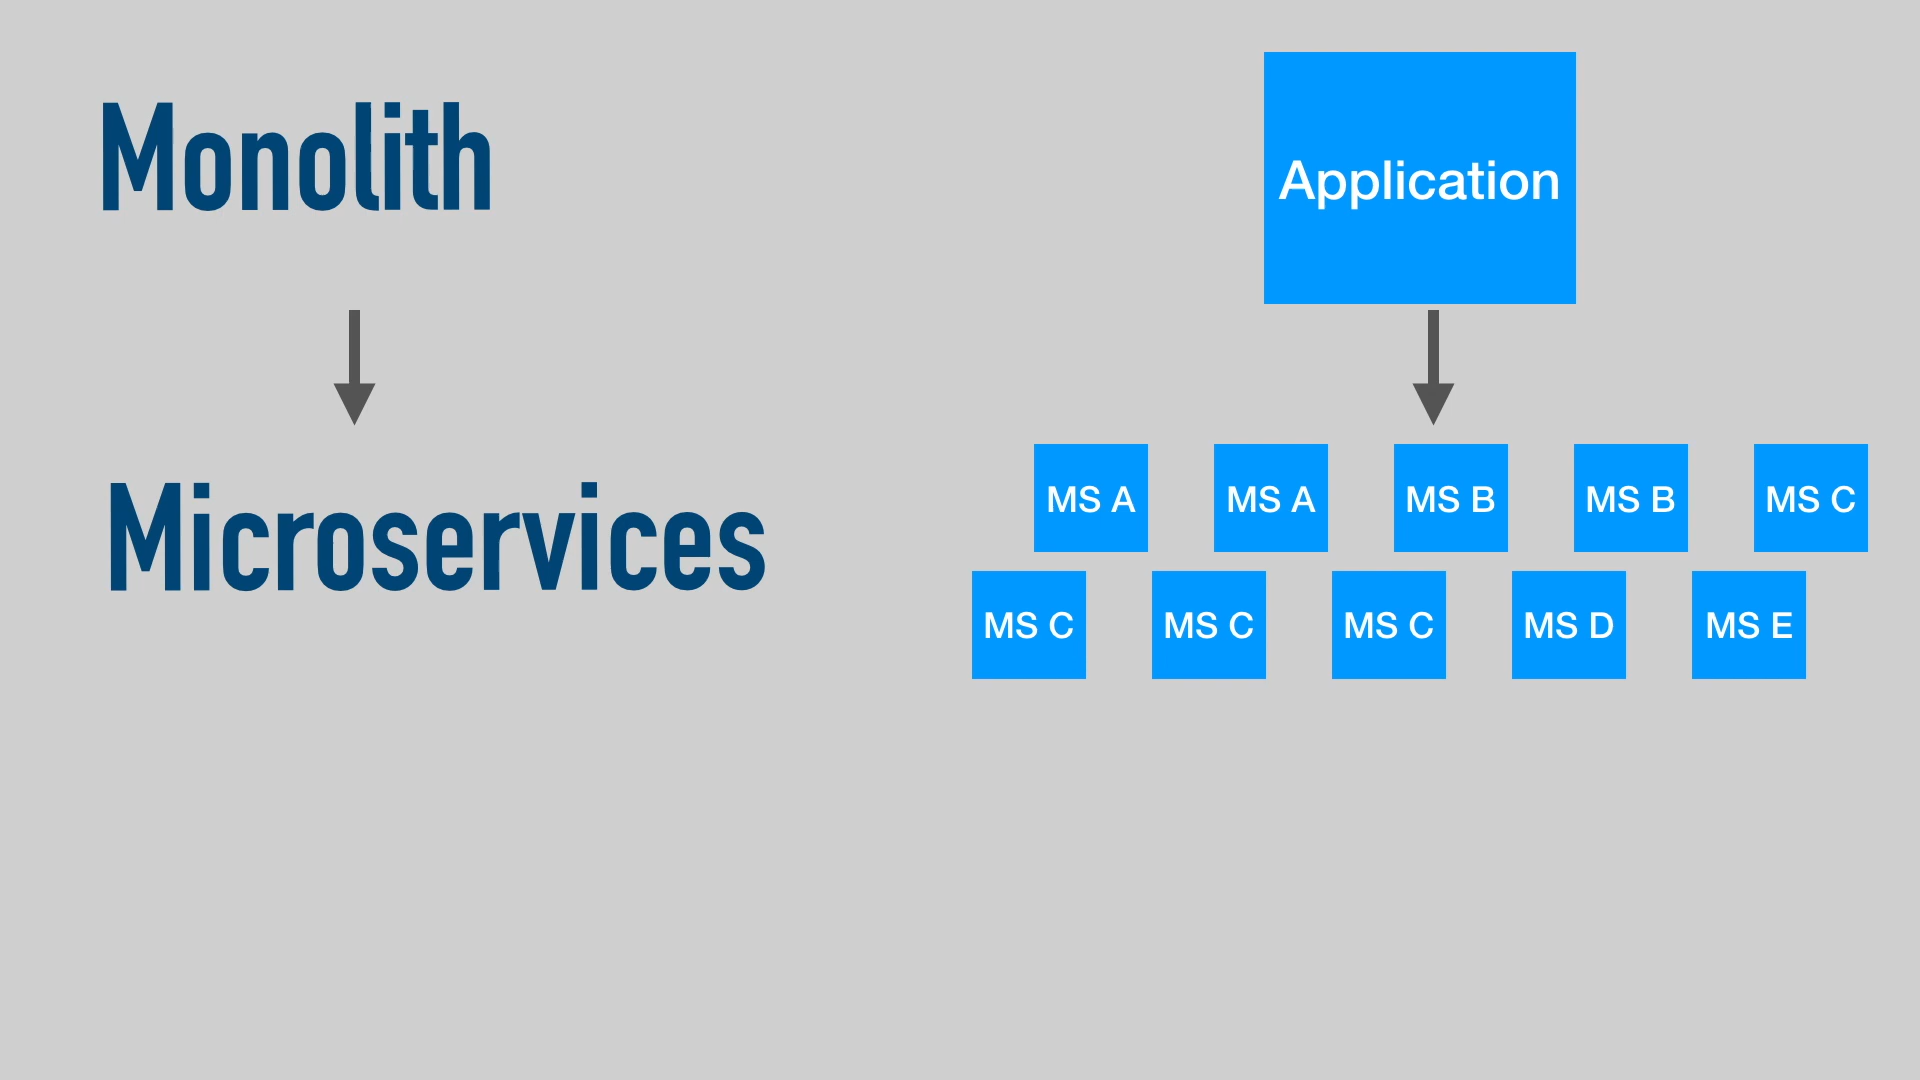 Monolith
Application
Microservices
MS A MS A MS B MS B MS C
MS C MS C MS C MS D MS E